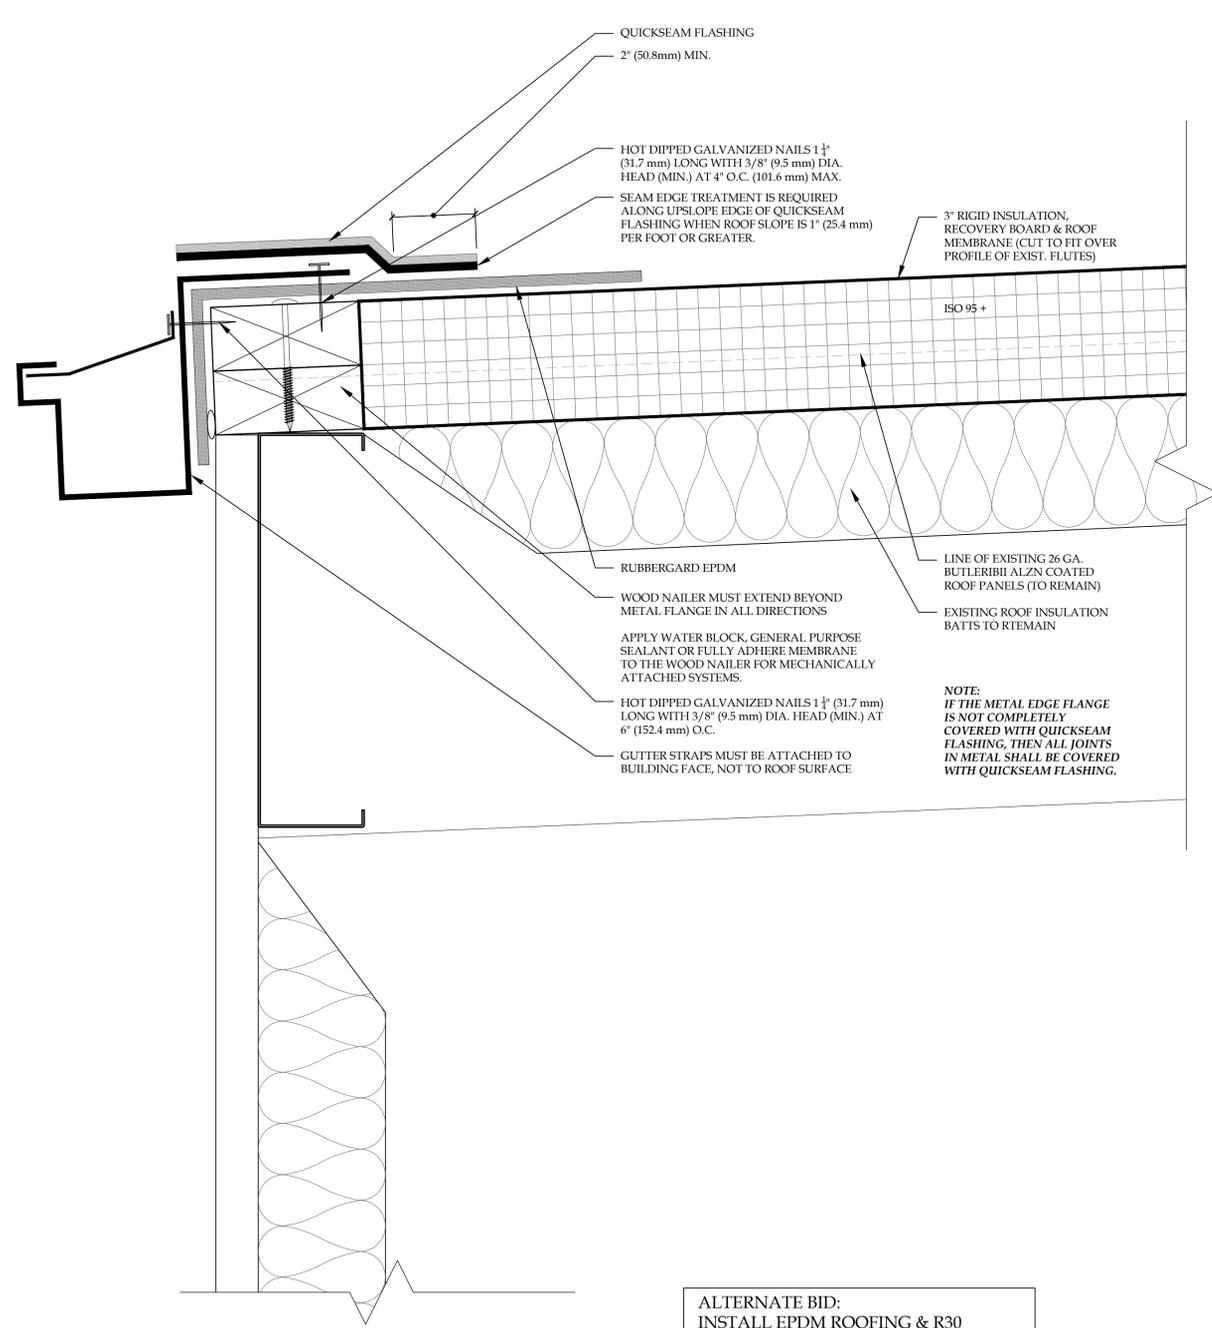 QUICKSEAM FLASHING
2" (50.8mm) MIN.
HOT DIPPED GALVANIZED NAILS 1 1/4"
(31.7 mm) LONG WITH 3/8" (9.5 mm) DIA.
HEAD (MIN.) AT 4" O.C. (101.6 mm) MAX.
SEAM EDGE TREATMENT IS REQUIRED
ALONG UPSLOPE EDGE OF QUICKSEAM
FLASHING WHEN ROOF SLOPE IS 1" (25.4 mm)
PER FOOT OR GREATER.
3" RIGID INSULATION,
RECOVERY BOARD & ROOF
MEMBRANE (CUT TO FIT OVER
PROFILE OF EXIST. FLUTES)
ISO 95 +
LINE OF EXISTING 26 GA.
BUTLERIBII ALZN COATED
ROOF PANELS (TO REMAIN)
EXISTING ROOF INSULATION
BATTS TO RTEMAIN
RUBBERGARD EPDM
WOOD NAILER MUST EXTEND BEYOND
METAL FLANGE IN ALL DIRECTIONS
APPLY WATER BLOCK, GENERAL PURPOSE
SEALANT OR FULLY ADHERE MEMBRANE
TO THE WOOD NAILER FOR MECHANICALLY
ATTACHED SYSTEMS.
HOT DIPPED GALVANIZED NAILS 1 1/4" (31.7 mm)
LONG WITH 3/8" (9.5 mm) DIA. HEAD (MIN.) AT
6" (152.4 mm) O.C.
GUTTER STRAPS MUST BE ATTACHED TO
BUILDING FACE, NOT TO ROOF SURFACE
NOTE:
IF THE METAL EDGE FLANGE
IS NOT COMPLETELY
COVERED WITH QUICKSEAM
FLASHING, THEN ALL JOINTS
IN METAL SHALL BE COVERED
WITH QUICKSEAM FLASHING.
ALTERNATE BID:
INSTALL EPDM ROOFING & R30